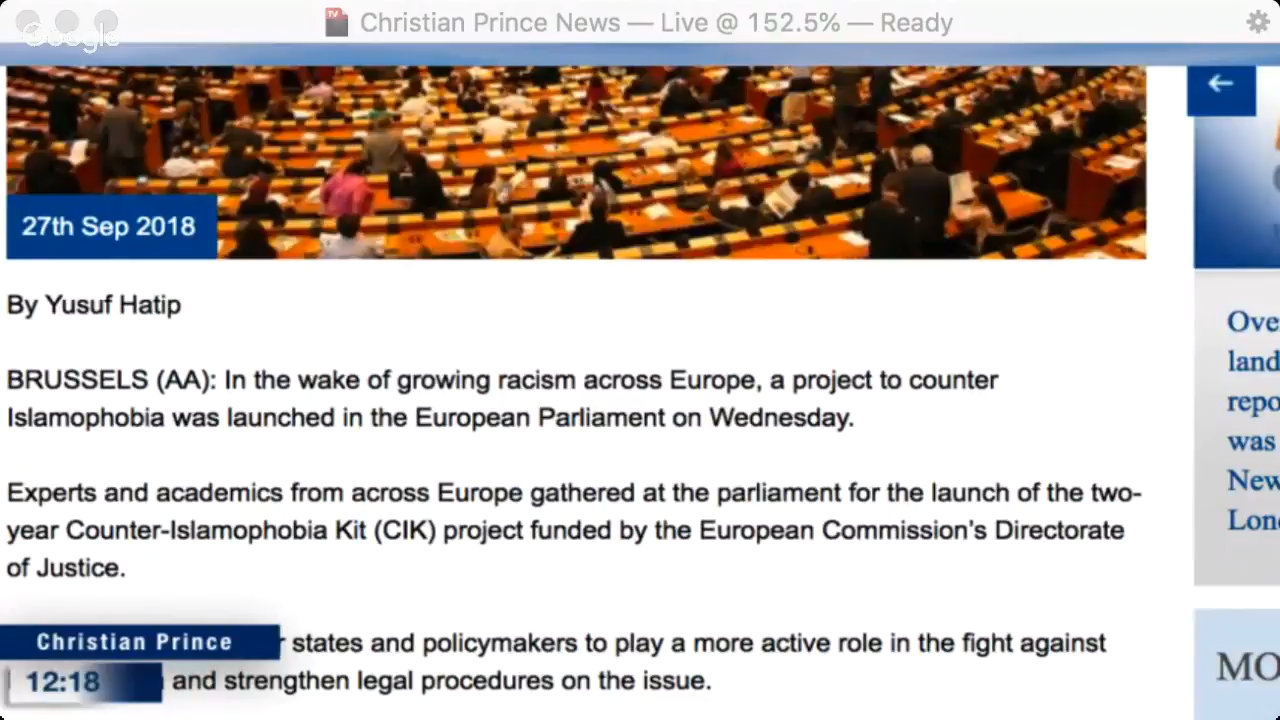 Christian Prince News — Live @ 152.5% — Ready
Google
27th Sep 2018
By Yusuf Hatip
BRUSSELS (AA): In the wake of growing racism across Europe, a project to counter
Islamophobia was launched in the European Parliament on Wednesday.
Experts and academics from across Europe gathered at the parliament for the launch of the two-
year Counter-Islamophobia Kit (CIK) project funded by the European Commission's Directorate
of Justice.
states and policymakers to play a more active role in the fight against
and strengthen legal procedures on the issue.
Christian Prince
12:18
Ove
land
repo
was
New
Lon
MO